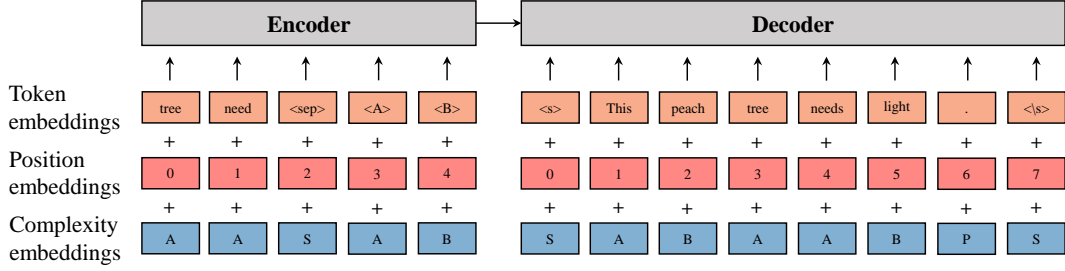 Encoder Decoder
Token embeddings tree need <sep> <A> <B> <s> This peach tree needs light . <\s>
+ + + + + + + + + + + + +
Position embeddings 0 1 2 3 4 0 1 2 3 4 5 6 7
+ + + + + + + + + + + + +
Complexity embeddings A A S A B S A B A A B P S